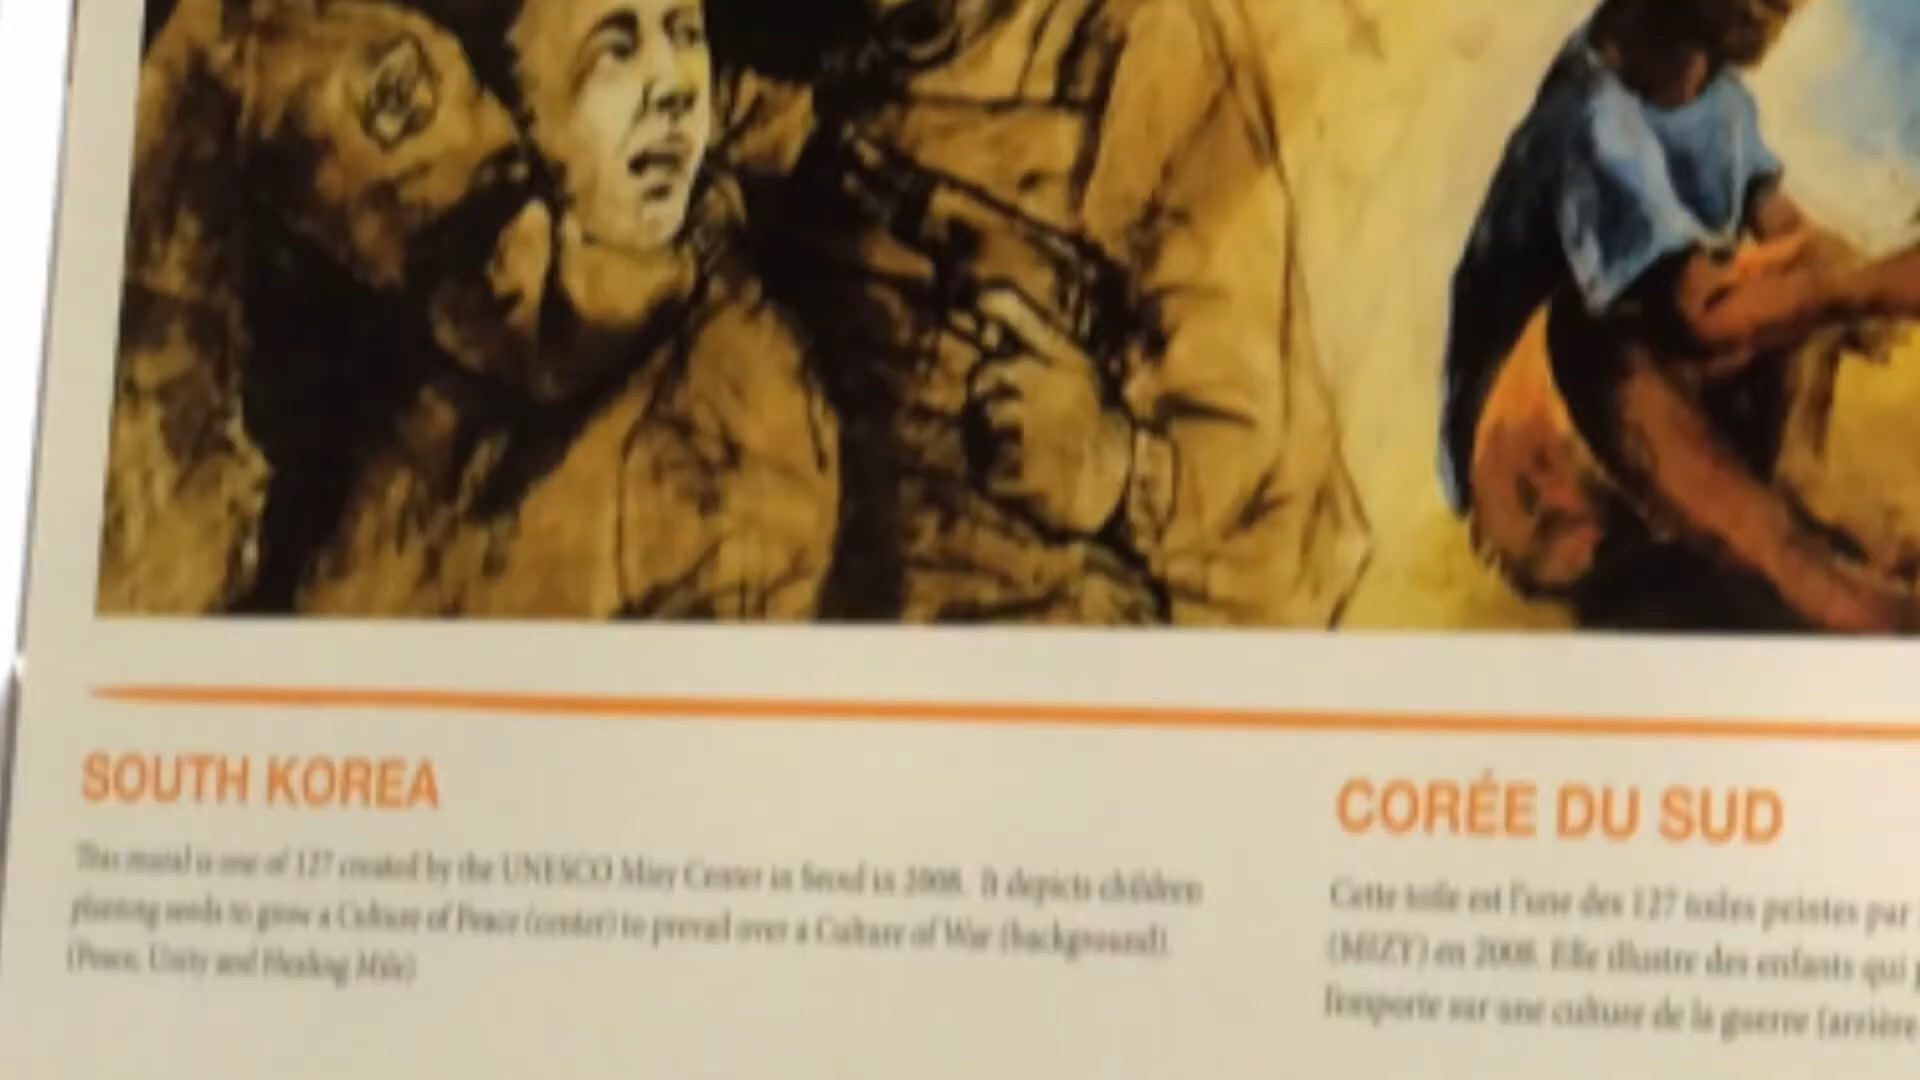 SOUTH KOREA
This mural is one of 127 created by the UNESCO Mizy Center in Seoul in 2008. It depicts children
planting seeds to grow a Culture of Peace (center) to prevail over a Culture of War (background).
(Peace, Unity and Healing Mile)
CORÉE DU SUD
Cette toile est l'une des 127 toiles peintes par
(MIZY) en 2008. Elle illustre des enfants qui
l'emporte sur une culture de la guerre (arrière